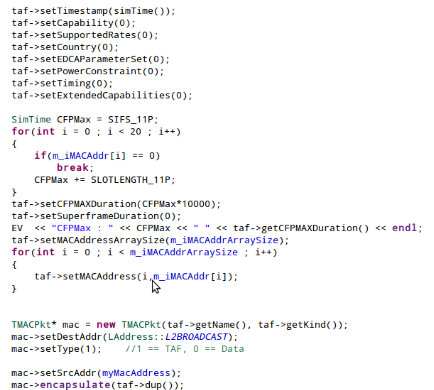 taf->setTimestamp(simTime());
taf->setCapability(0);
taf->setSupportedRates(0);
taf->setCountry(0);
taf->setEDCAParameterSet(0);
taf->setPowerConstraint(0);
taf->setTiming(0);
taf->setExtendedCapabilities(0);
SimTime CFPMax = SIFS_11P;
for(int i = 0 ; i < 20 ; i++)
{
if(m_iMACAddr[i] == 0)
break;
CFPMax += SLOTLENGTH_11P;
}
taf->setCFPMAXDuration(CFPMax*10000);
taf->setSuperframeDuration(0);
EV << "CFPMax : " << CFPMax << " " << taf->getCFPMAXDuration() << endl;
taf->setMACAddressArraySize(m_iMACAddrArraySize);
for(int i = 0 ; i < m_iMACAddrArraySize ; i++)
{
taf->setMACAddress(i,m_iMACAddr[i]);
}
TMACPkt* mac = new TMACPkt(taf->getName(), taf->getKind());
mac->setDestAddr(LAddress::L2BROADCAST);
mac->setType(1); //1 == TAF, 0 == Data
mac->setSrcAddr(myMacAddress);
mac->encapsulate(taf->dup());